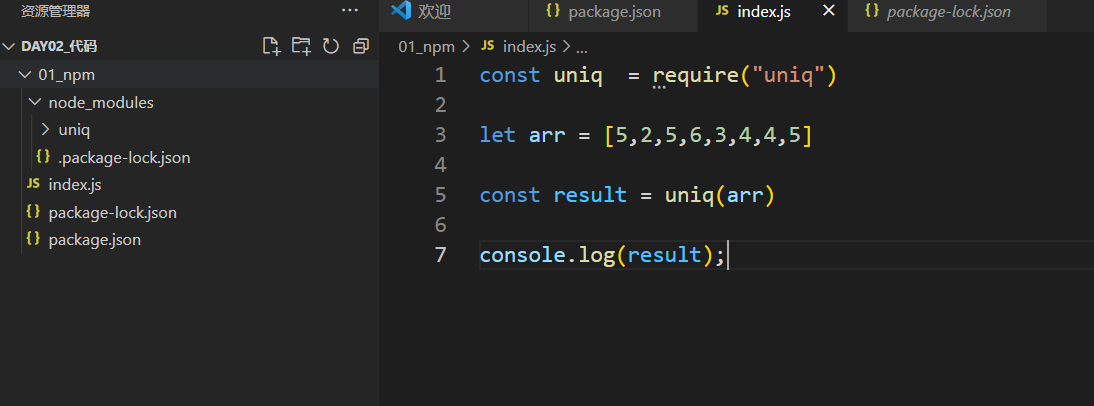 资源管理器
···
DAY02_代码
01_npm
node_modules
uniq
{} .package-lock.json
JS index.js
{} package-lock.json
{} package.json
欢迎
{} package.json
JS index.js
{} package-lock.json
01_npm > JS index.js > ...
1 const uniq  = require("uniq")
2
3 let arr = [5,2,5,6,3,4,4,5]
4
5 const result = uniq(arr)
6
7 console.log(result);